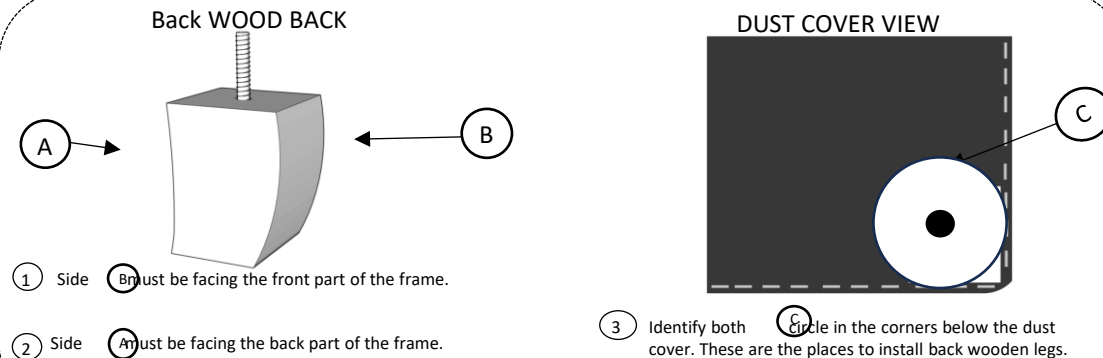 Back WOOD BACK
A
B
1 Side B must be facing the front part of the frame.
2 Side A must be facing the back part of the frame.
DUST COVER VIEW
C
3 Identify both C circle in the corners below the dust
cover. These are the places to install back wooden legs.